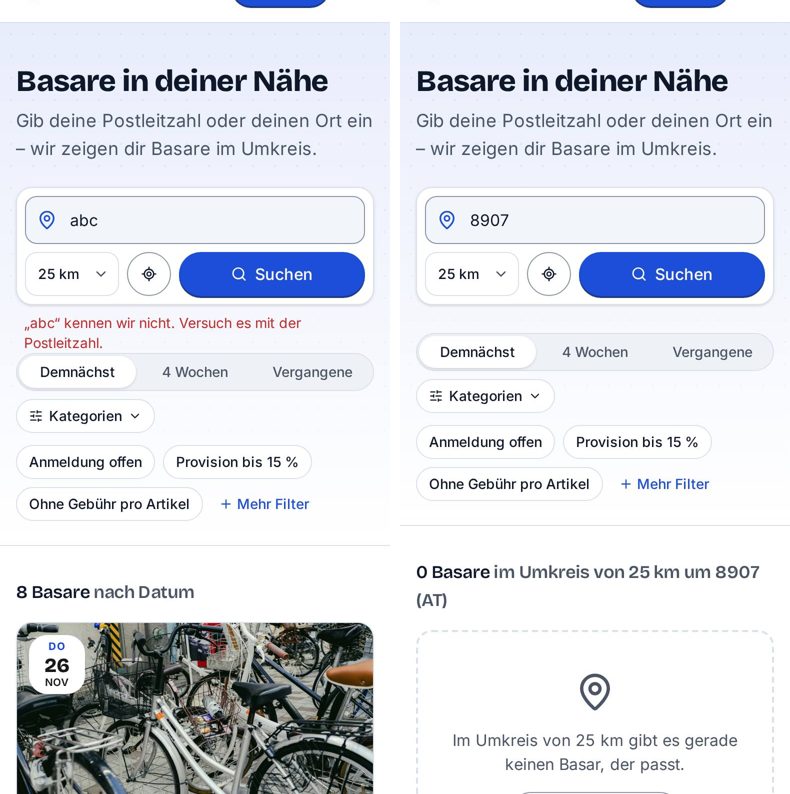 Basare in deiner Nähe
Gib deine Postleitzahl oder deinen Ort ein
– wir zeigen dir Basare im Umkreis.
abc
25 km
Suchen
„abc“ kennen wir nicht. Versuch es mit der
Postleitzahl.
Demnächst
4 Wochen
Vergangene
Kategorien
Anmeldung offen
Provision bis 15 %
Ohne Gebühr pro Artikel
+ Mehr Filter
8 Basare nach Datum
DO
26
NOV
Basare in deiner Nähe
Gib deine Postleitzahl oder deinen Ort ein
– wir zeigen dir Basare im Umkreis.
8907
25 km
Suchen
Demnächst
4 Wochen
Vergangene
Kategorien
Anmeldung offen
Provision bis 15 %
Ohne Gebühr pro Artikel
+ Mehr Filter
0 Basare im Umkreis von 25 km um 8907
(AT)
Im Umkreis von 25 km gibt es gerade
keinen Basar, der passt.